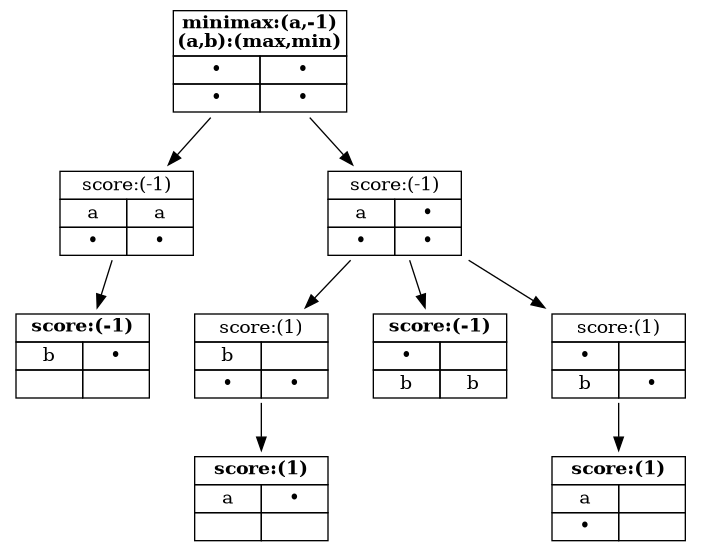 minimax:(a,-1)
(a,b):(max,min)
• •
• •
score:(-1) score:(-1)
a a a •
• • • •
score:(-1) score:(1) score:(-1) score:(1)
b • b • •
• • b b b •
score:(1) score:(1)
a • a
•